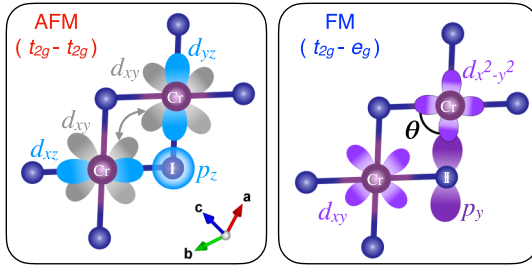 AFM
( t2g - t2g )
dyz
dxy
Cr
dxy
dxz
Cr
I
pz
c
a
b
FM
( t2g - eg )
dx²-y²
Cr
θ
Cr
I
dxy
py